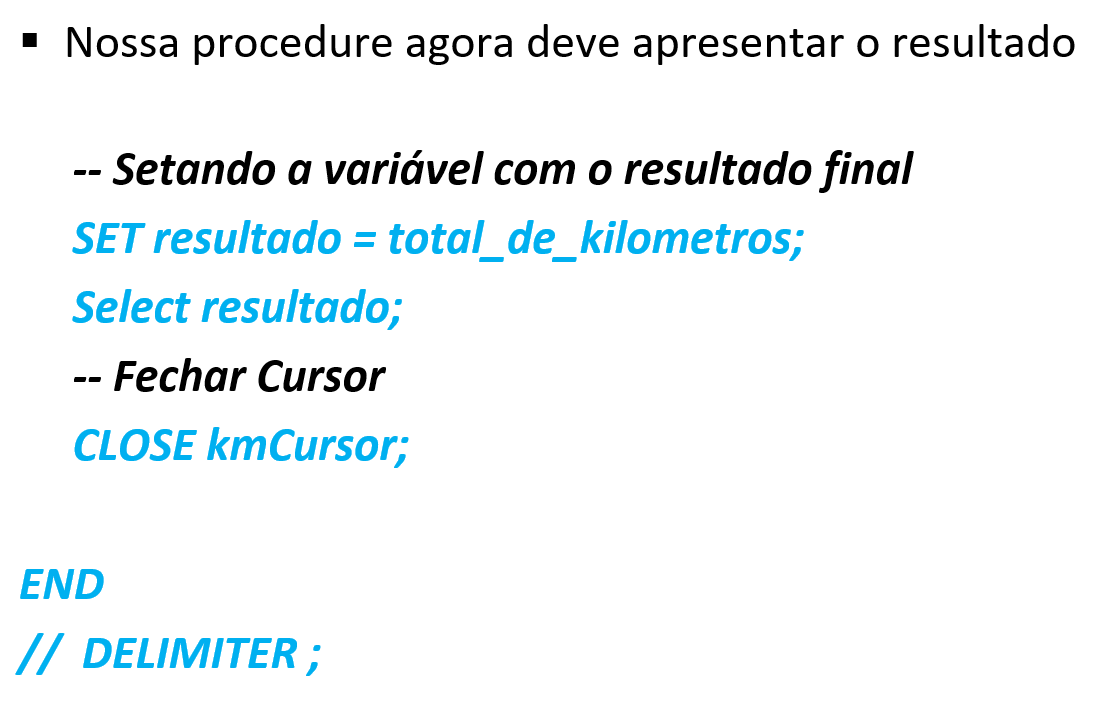 ▪ Nossa procedure agora deve apresentar o resultado
-- Setando a variável com o resultado final
SET resultado = total_de_kilometros;
Select resultado;
-- Fechar Cursor
CLOSE kmCursor;
END
// DELIMITER ;